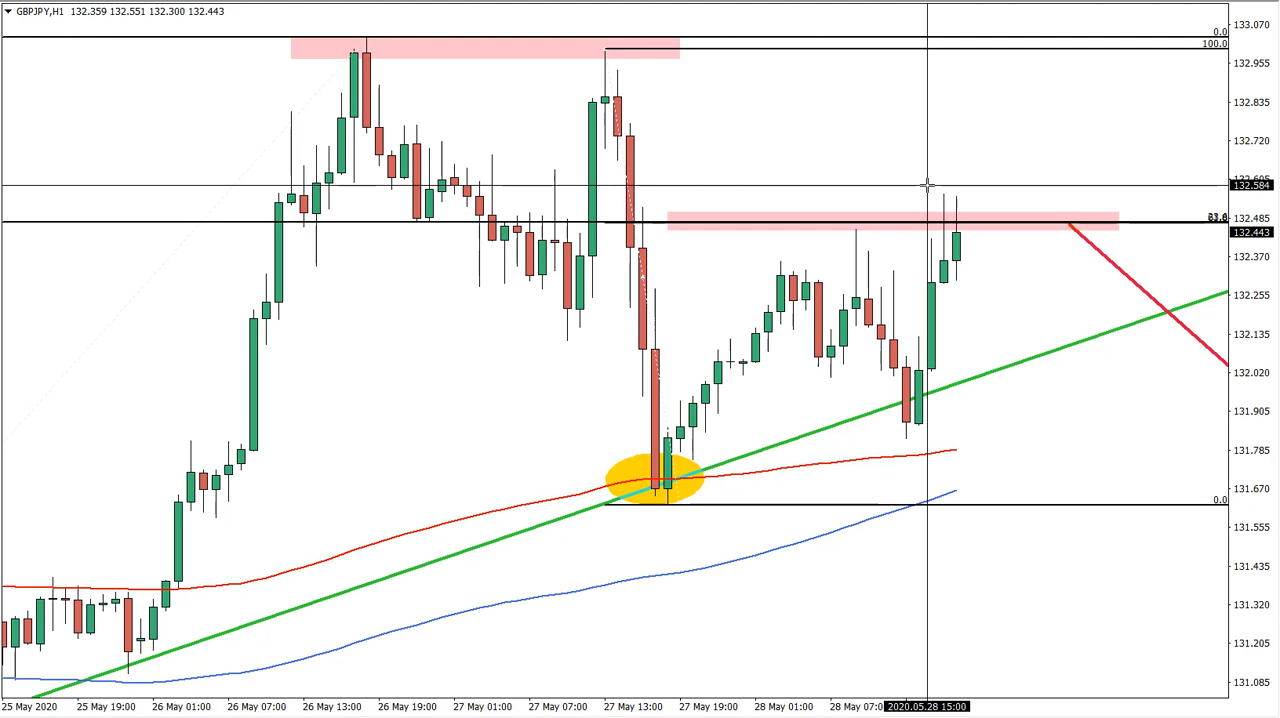 GBPJPY,H1 132.359 132.551 132.300 132.443
133.070
0.0
100.0
132.955
132.835
132.720
132.584
132.485
132.443
132.370
132.255
132.135
132.020
131.905
131.785
131.670
0.0
131.555
131.435
131.320
131.205
131.085
25 May 2020
25 May 19:00
26 May 01:00
26 May 07:00
26 May 13:00
26 May 19:00
27 May 01:00
27 May 07:00
27 May 13:00
27 May 19:00
28 May 01:00
28 May 07:0
2020.05.28 15:00